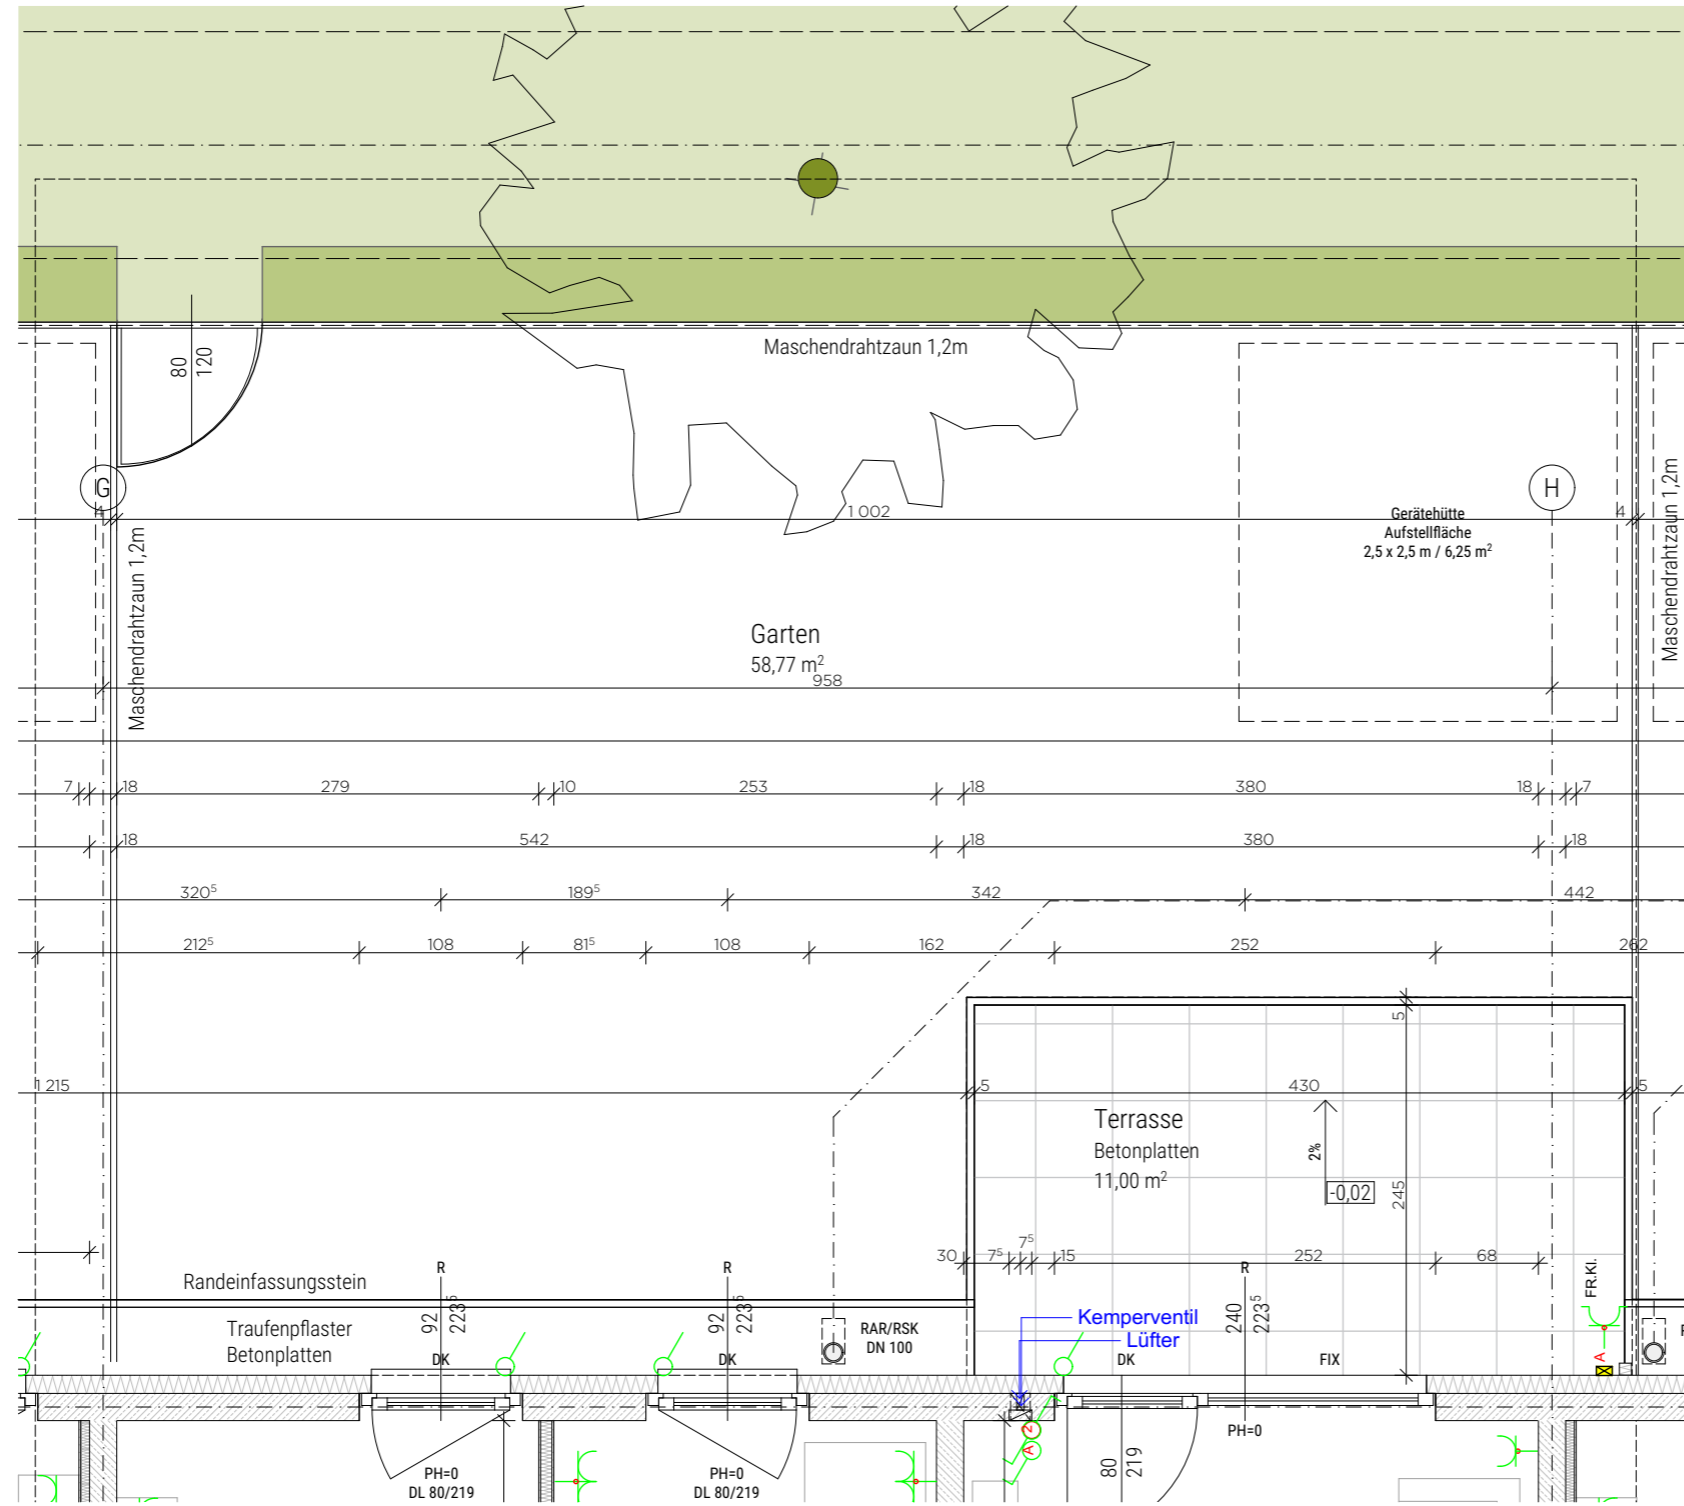 80
120
Maschendrahtzaun 1,2m
G
H
4
1 002
4
Gerätehütte
Aufstellfläche
2,5 x 2,5 m / 6,25 m²
Maschendrahtzaun 1,2m
Maschendrahtzaun 1,2m
Garten
58,77 m²
958
7
18
279
10
253
18
380
18
7
18
542
18
380
18
320⁵
189⁵
342
442
212⁵
108
81⁵
108
162
252
262
5
1 215
5
430
5
Terrasse
Betonplatten
11,00 m²
2%
-0,02
245
30
7⁵
7⁵
15
252
68
Randeinfassungsstein
R
R
R
FR.Kl.
92
223⁵
92
223⁵
240
223⁵
Traufenpflaster
Betonplatten
RAR/RSK
DN 100
Kemperventil
Lüfter
DK
DK
DK
FIX
A
2
A
PH=0
PH=0
DL 80/219
PH=0
DL 80/219
80
219